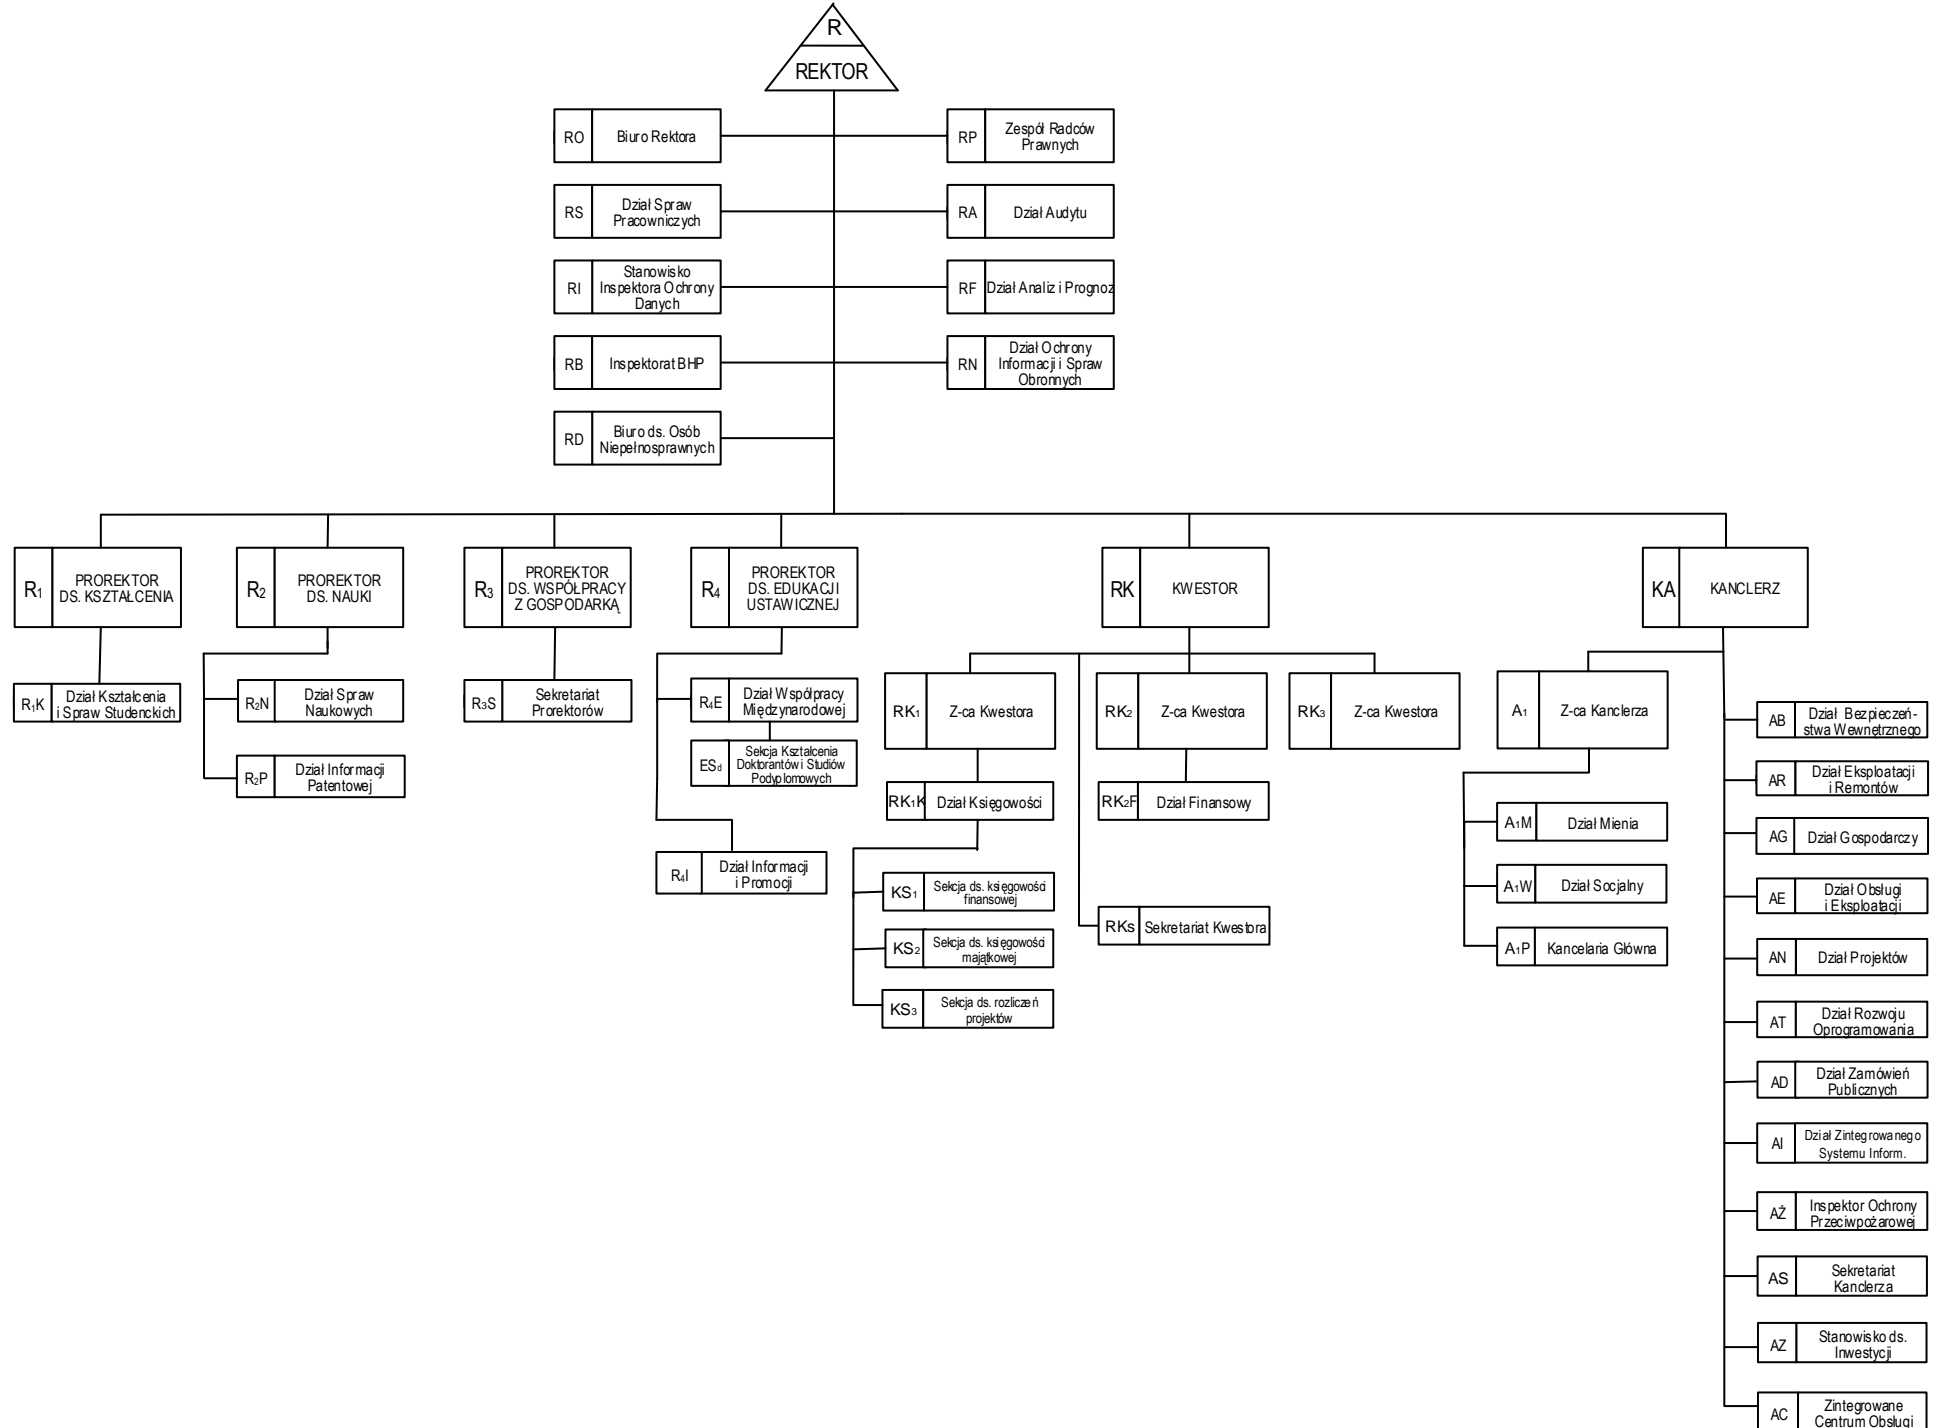 R
REKTOR
RO
Biuro Rektora
RP
Zespół Radców
Prawnych
RS
Dział Spraw
Pracowniczych
RA
Dział Audytu
RI
Stanowisko
Inspektora Ochrony
Danych
RF
Dział Analiz i Prognoz
RB
Inspektorat BHP
RN
Dział Ochrony
Informacji i Spraw
Obronnych
RD
Biuro ds. Osób
Niepełnosprawnych
R1
PROREKTOR
DS. KSZTAŁCENIA
R2
PROREKTOR
DS. NAUKI
R3
PROREKTOR
DS. WSPÓŁPRACY
Z GOSPODARKĄ
R4
PROREKTOR
DS. EDUKACJI
USTAWICZNEJ
RK
KWESTOR
KA
KANCLERZ
R1K
Dział Kształcenia
i Spraw Studenckich
R2N
Dział Spraw
Naukowych
R2P
Dział Informacji
Patentowej
R3S
Sekretariat
Prorektorów
R4E
Dział Współpracy
Międzynarodowej
ESd
Sekcja Kształcenia
Doktorantów i Studiów
Podyplomowych
R4I
Dział Informacji
i Promocji
RK1
Z-ca Kwestora
RK2
Z-ca Kwestora
RK3
Z-ca Kwestora
RK1K
Dział Księgowości
RK2F
Dział Finansowy
KS1
Sekcja ds. księgowości
finansowej
KS2
Sekcja ds. księgowości
majątkowej
KS3
Sekcja ds. rozliczeń
projektów
RKs
Sekretariat Kwestora
A1
Z-ca Kanclerza
A1M
Dział Mienia
A1W
Dział Socjalny
A1P
Kancelaria Główna
AB
Dział Bezpieczeń-
stwa Wewnętrznego
AR
Dział Eksploatacji
i Remontów
AG
Dział Gospodarczy
AE
Dział Obsługi
i Eksploatacji
AN
Dział Projektów
AT
Dział Rozwoju
Oprogramowania
AD
Dział Zamówień
Publicznych
AI
Dział Zintegrowanego
Systemu Inform.
AŻ
Inspektor Ochrony
Przeciwpożarowej
AS
Sekretariat
Kanclerza
AZ
Stanowisko ds.
Inwestycji
AC
Zintegrowane
Centrum Obsługi